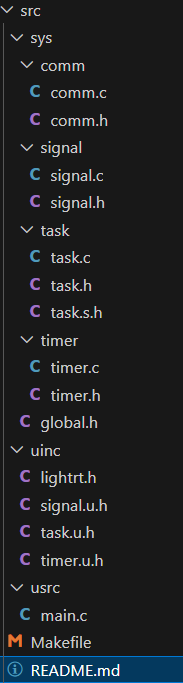 src
sys
comm
C comm.c
C comm.h
signal
C signal.c
C signal.h
task
C task.c
C task.h
C task.s.h
timer
C timer.c
C timer.h
C global.h
uinc
C lightrt.h
C signal.u.h
C task.u.h
C timer.u.h
usrc
C main.c
M Makefile
README.md